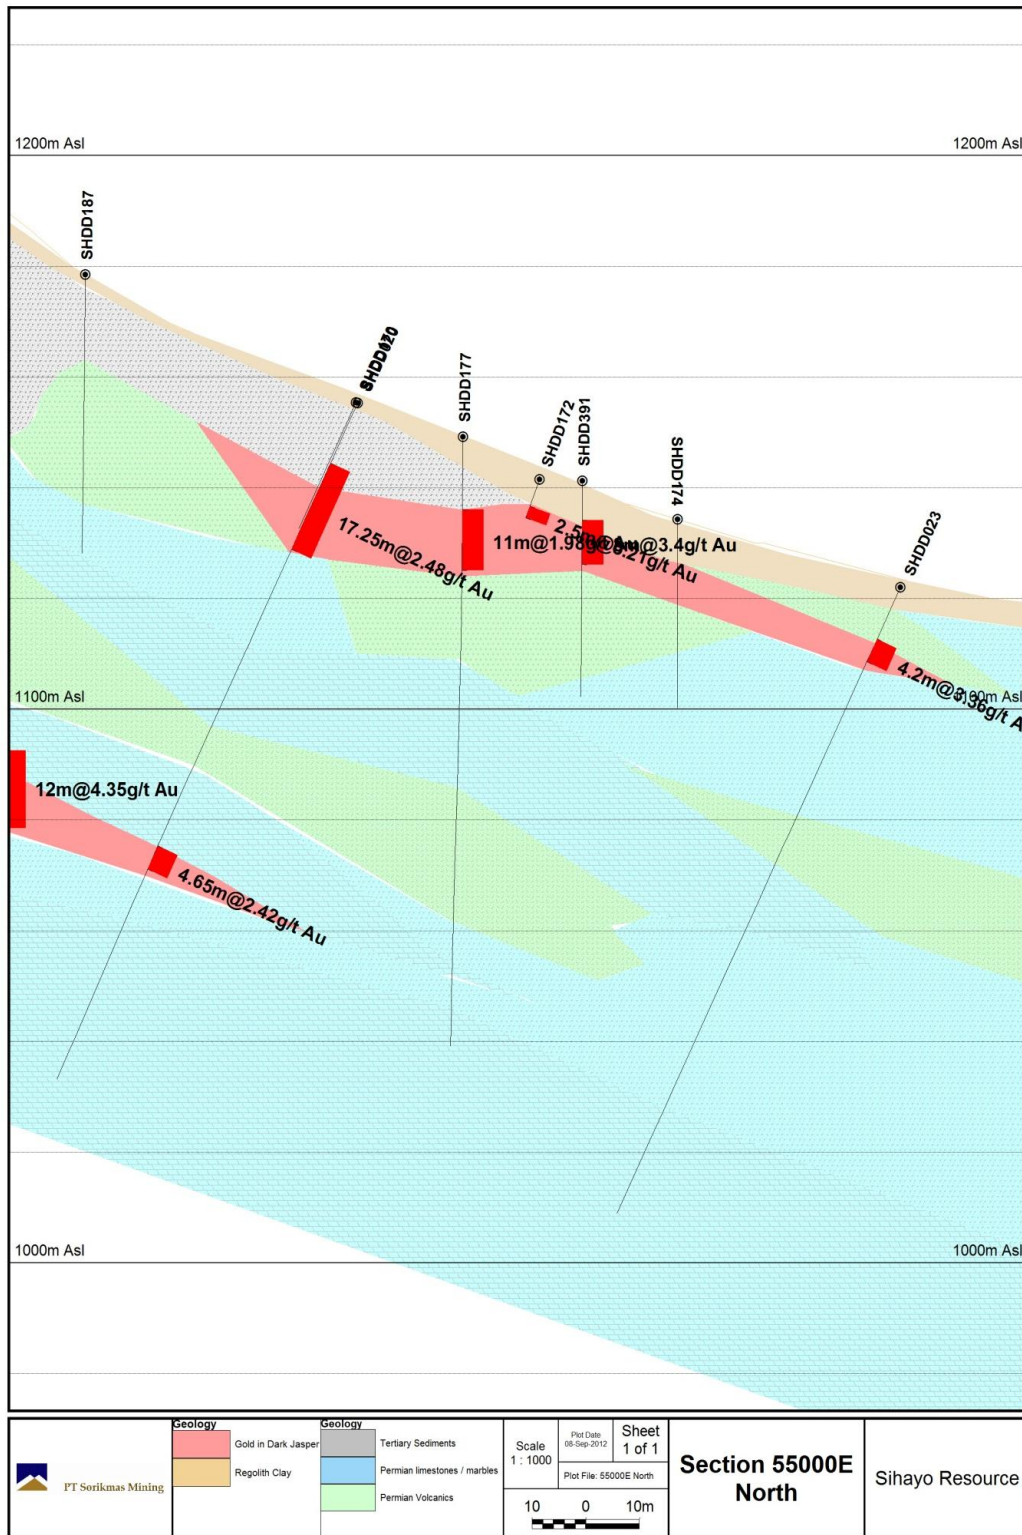 1200m Asl
1200m Asl
SHDD187
SHDD177
SHDD172
SHDD391
SHDD174
SHDD023
17.25m@2.48g/t Au
11m@1.98g/t Au
@3.4g/t Au
4.2m@3.36g/t A
1100m Asl
12m@4.35g/t Au
4.65m@2.42g/t Au
1000m Asl
1000m Asl
PT Sorikmas Mining
Geology
Gold in Dark Jasper
Regolith Clay
Geology
Tertiary Sediments
Permian limestones / marbles
Permian Volcanics
Scale
1 : 1000
Plot Date
08-Sep-2012
Sheet
1 of 1
Plot File: 55000E North
10 0 10m
Section 55000E
North
Sihayo Resource